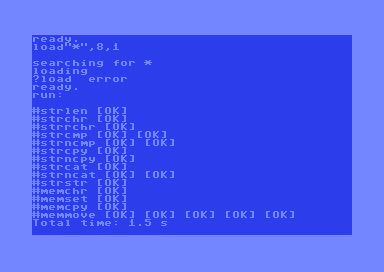 ready.
load"*",8,1
searching for *
loading
?load  error
ready.
run:
#strlen [OK]
#strchr [OK]
#strrchr [OK]
#strcmp [OK] [OK]
#strncmp [OK] [OK]
#strcpy [OK]
#strncpy [OK]
#strcat [OK]
#strncat [OK] [OK]
#strstr [OK]
#memchr [OK]
#memset [OK]
#memcpy [OK]
#memmove [OK] [OK] [OK] [OK] [OK]
Total time: 1.5 s